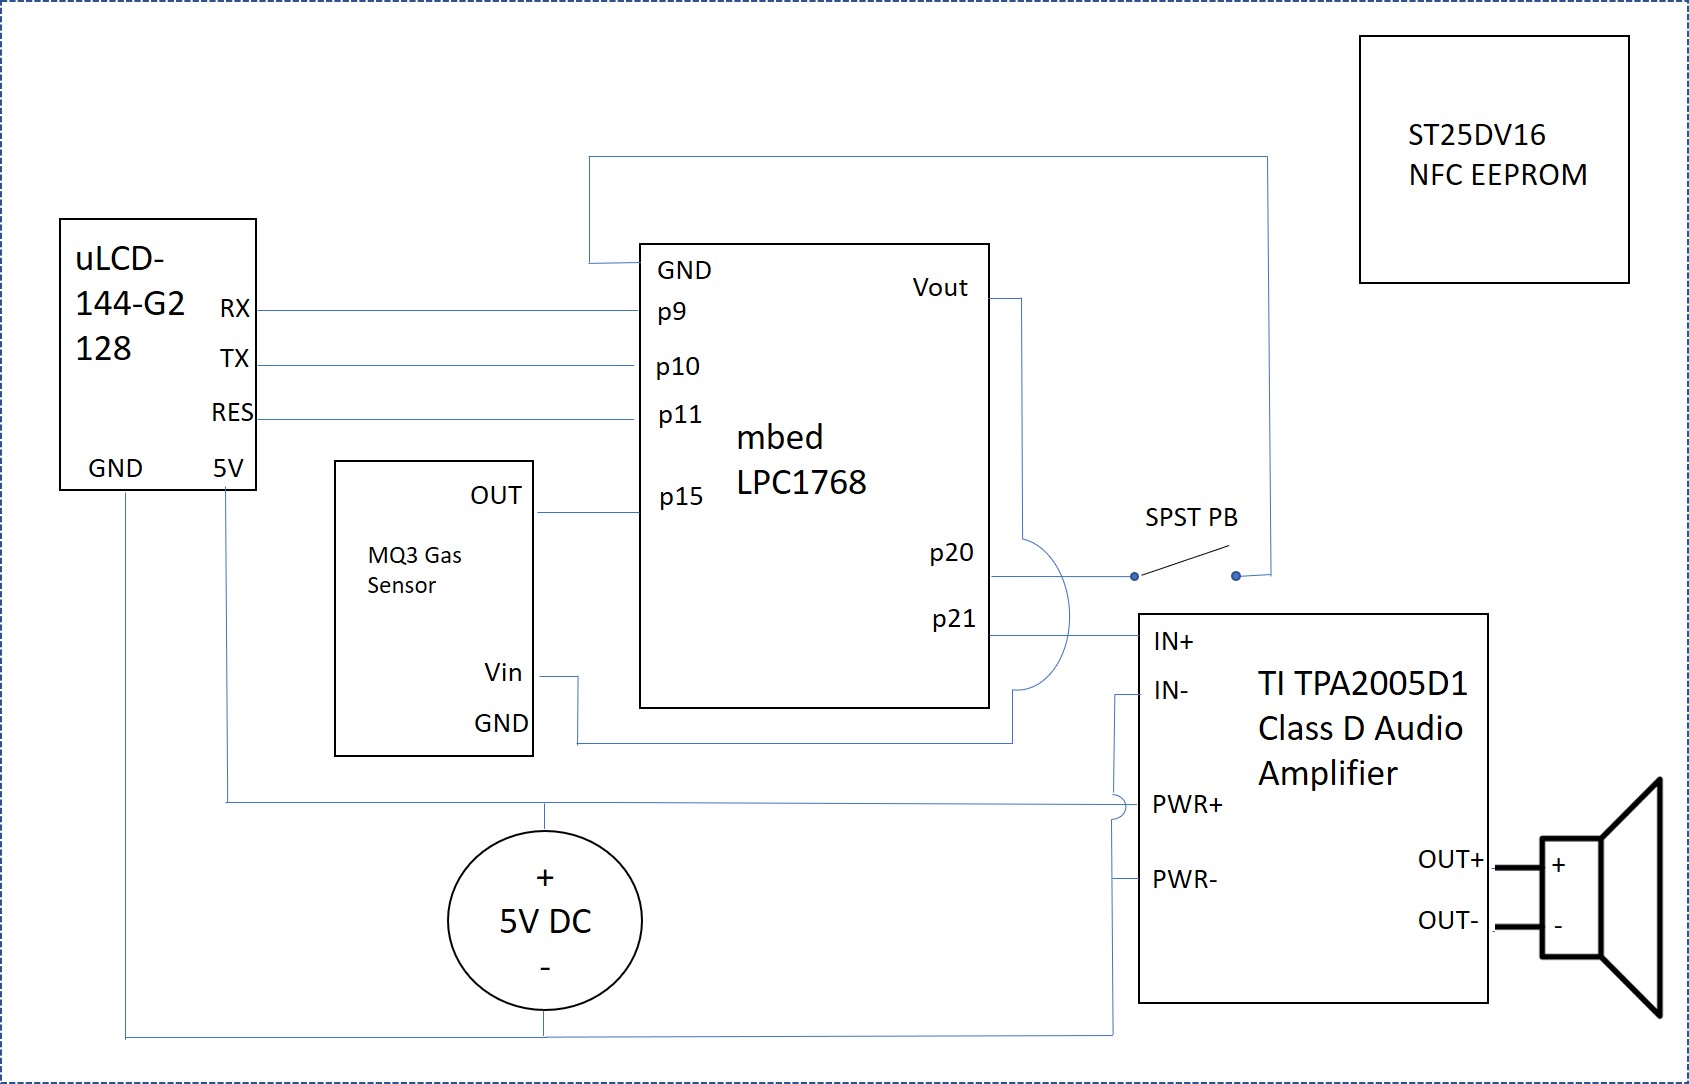 ST25DV16
NFC EEPROM
uLCD-
144-G2
128
RX
TX
RES
GND
5V
GND
p9
p10
p11
p15
Vout
mbed
LPC1768
p20
p21
SPST PB
OUT
MQ3 Gas
Sensor
Vin
GND
IN+
IN-
TI TPA2005D1
Class D Audio
Amplifier
PWR+
PWR-
OUT+
OUT-
+
-
+
5V DC
-